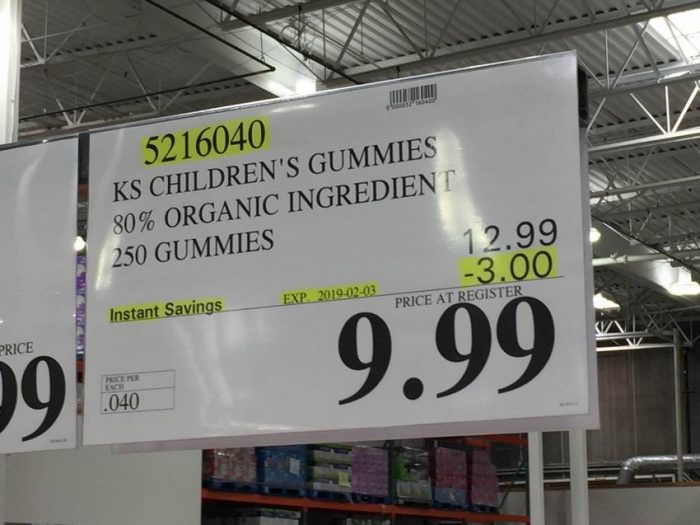 5216040
KS CHILDREN'S GUMMIES
80% ORGANIC INGREDIENT
250 GUMMIES
12.99
-3.00
Instant Savings
EXP. 2019-02-03
PRICE AT REGISTER
9.99
PRICE PER
EACH
.040
PRICE
99